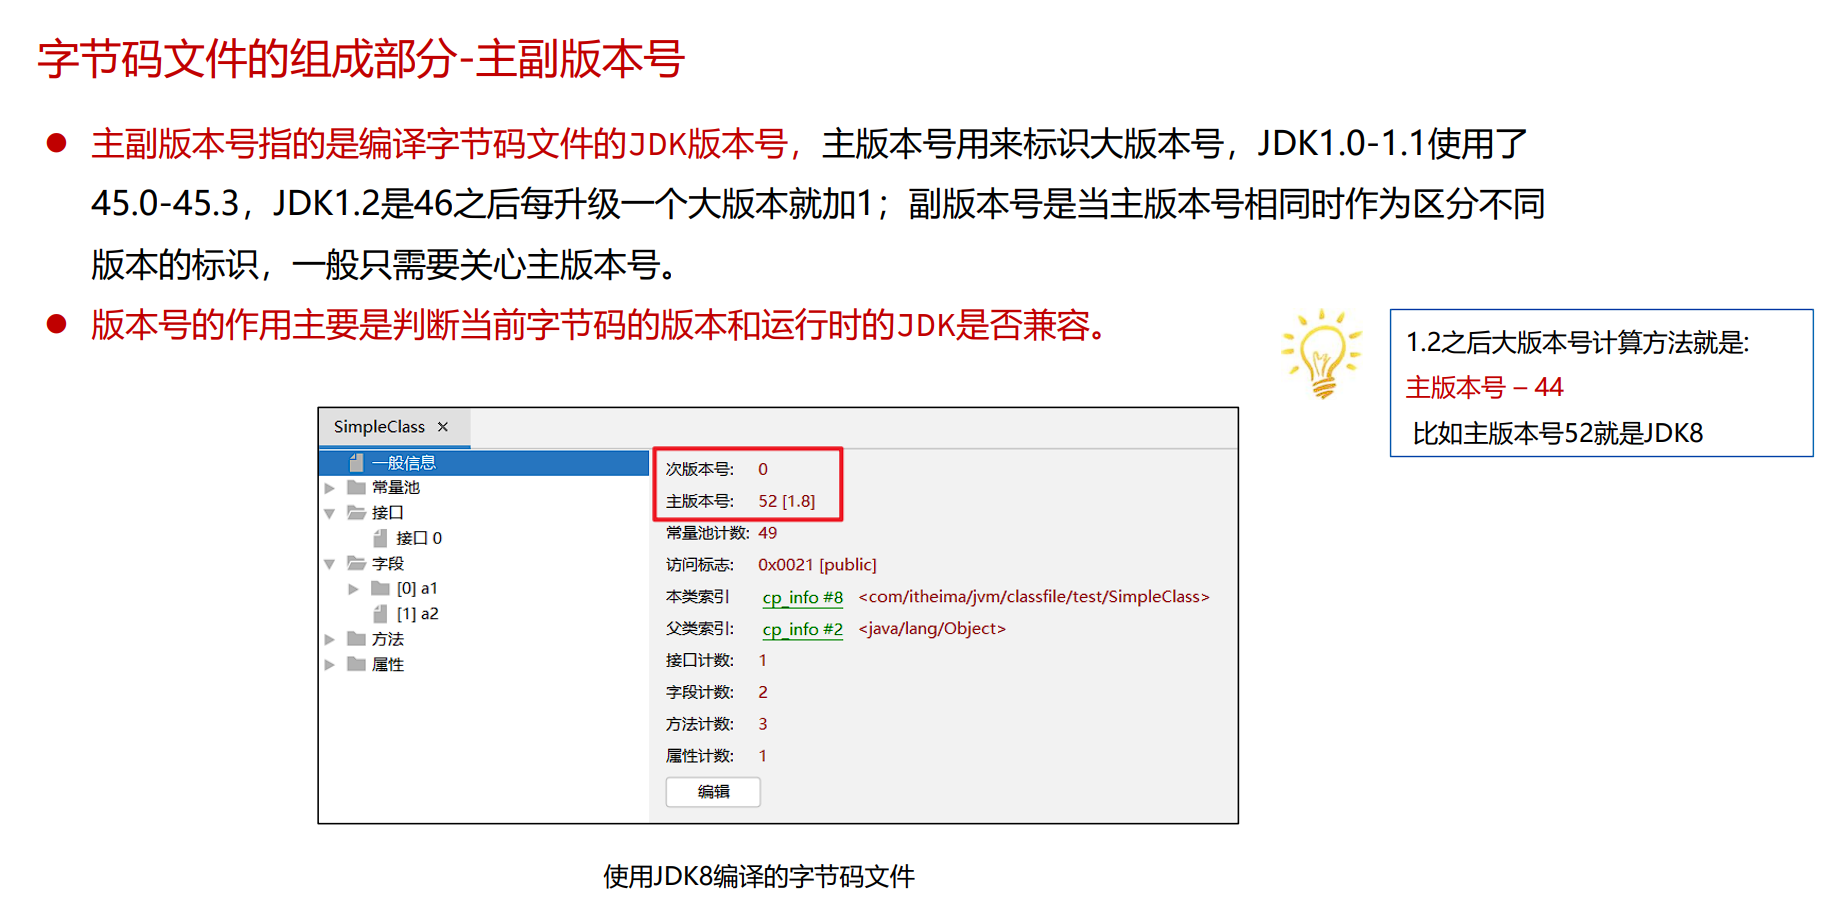 字节码文件的组成部分-主副版本号
主副版本号指的是编译字节码文件的JDK版本号，主版本号用来标识大版本号，JDK1.0-1.1使用了
45.0-45.3，JDK1.2是46之后每升级一个大版本就加1；副版本号是当主版本号相同时作为区分不同
版本的标识，一般只需要关心主版本号。
版本号的作用主要是判断当前字节码的版本和运行时的JDK是否兼容。
1.2之后大版本号计算方法就是:
主版本号 – 44
比如主版本号52就是JDK8
SimpleClass ×
一般信息
常量池
接口
接口 0
字段
[0] a1
[1] a2
方法
属性
次版本号: 0
主版本号: 52 [1.8]
常量池计数: 49
访问标志: 0x0021 [public]
本类索引 cp_info #8 <com/itheima/jvm/classfile/test/SimpleClass>
父类索引: cp_info #2 <java/lang/Object>
接口计数: 1
字段计数: 2
方法计数: 3
属性计数: 1
编辑
使用JDK8编译的字节码文件